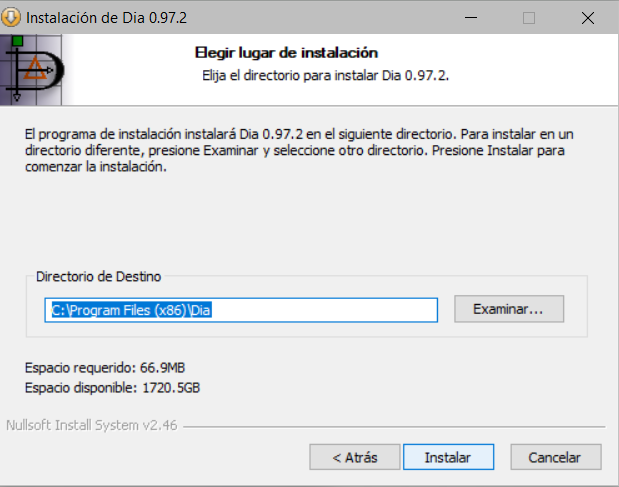 Instalación de Dia 0.97.2
Elegir lugar de instalación
Elija el directorio para instalar Dia 0.97.2.
El programa de instalación instalará Dia 0.97.2 en el siguiente directorio. Para instalar en un
directorio diferente, presione Examinar y seleccione otro directorio. Presione Instalar para
comenzar la instalación.
Directorio de Destino
C:\Program Files (x86)\Dia
Examinar...
Espacio requerido: 66.9MB
Espacio disponible: 1720.5GB
Nullsoft Install System v2.46
< Atrás
Instalar
Cancelar